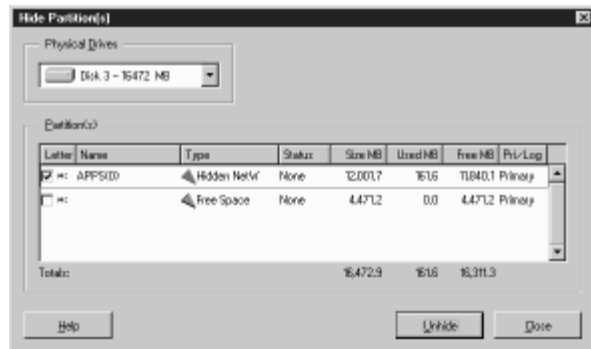 Hide Partition(s)
Physical Drives
Disk 3 - 16472 MB
Partition(s)
Letter Name Type Status Size MB Used MB Free MB Pri/Log
*: APPS(0) Hidden NetW None 12,001.7 161.6 11,840.1 Primary
*: Free Space None 4,471.2 0.0 4,471.2 Primary
Totals: 16,472.9 161.6 16,311.3
Help Unhide Close